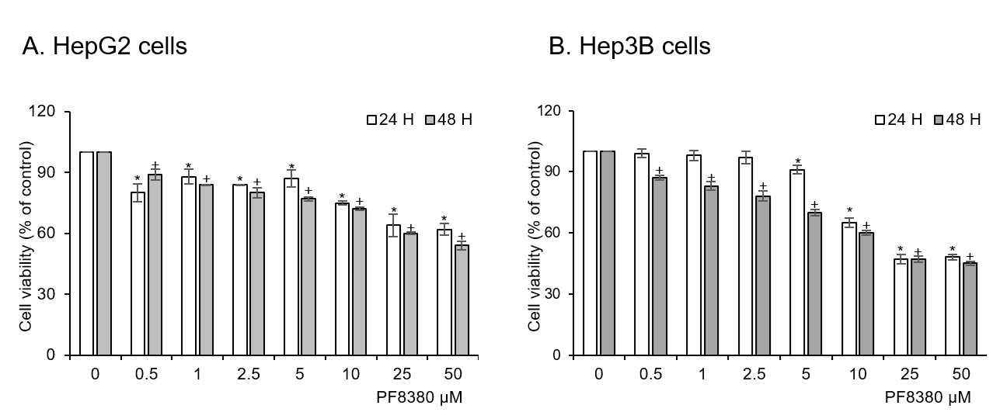 A. HepG2 cells
120
90
60
30
0
Cell viability (% of control)
24 H 48 H
* + * + * + * + * + * + * +
0 0.5 1 2.5 5 10 25 50
PF8380 µM
B. Hep3B cells
120
90
60
30
0
Cell viability (% of control)
24 H 48 H
+ + + * + * + * + * +
0 0.5 1 2.5 5 10 25 50
PF8380 µM